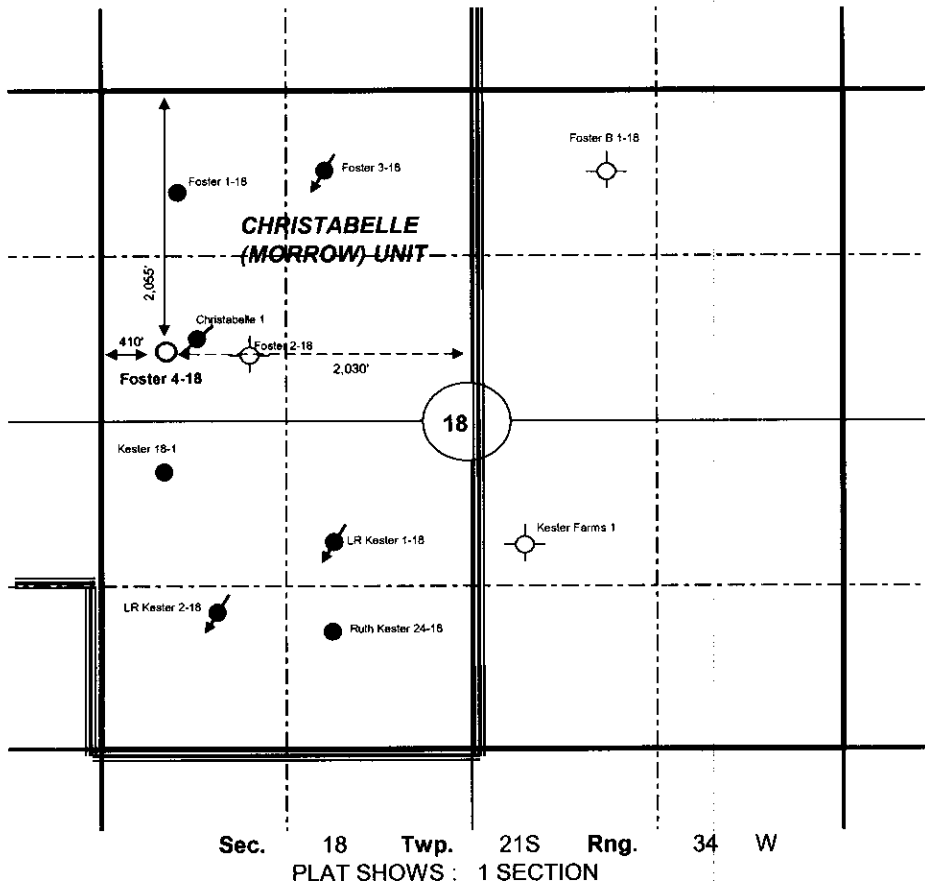 Foster B 1-18
Foster 3-18
Foster 1-18
CHRISTABELLE
(MORROW) UNIT
2,055'
Christabelle 1
410'
Foster 2-18
2,030'
Foster 4-18
18
Kester 18-1
LR Kester 1-18
Kester Farms 1
LR Kester 2-18
Ruth Kester 24-18
Sec. 18 Twp. 21S Rng. 34 W
PLAT SHOWS : 1 SECTION